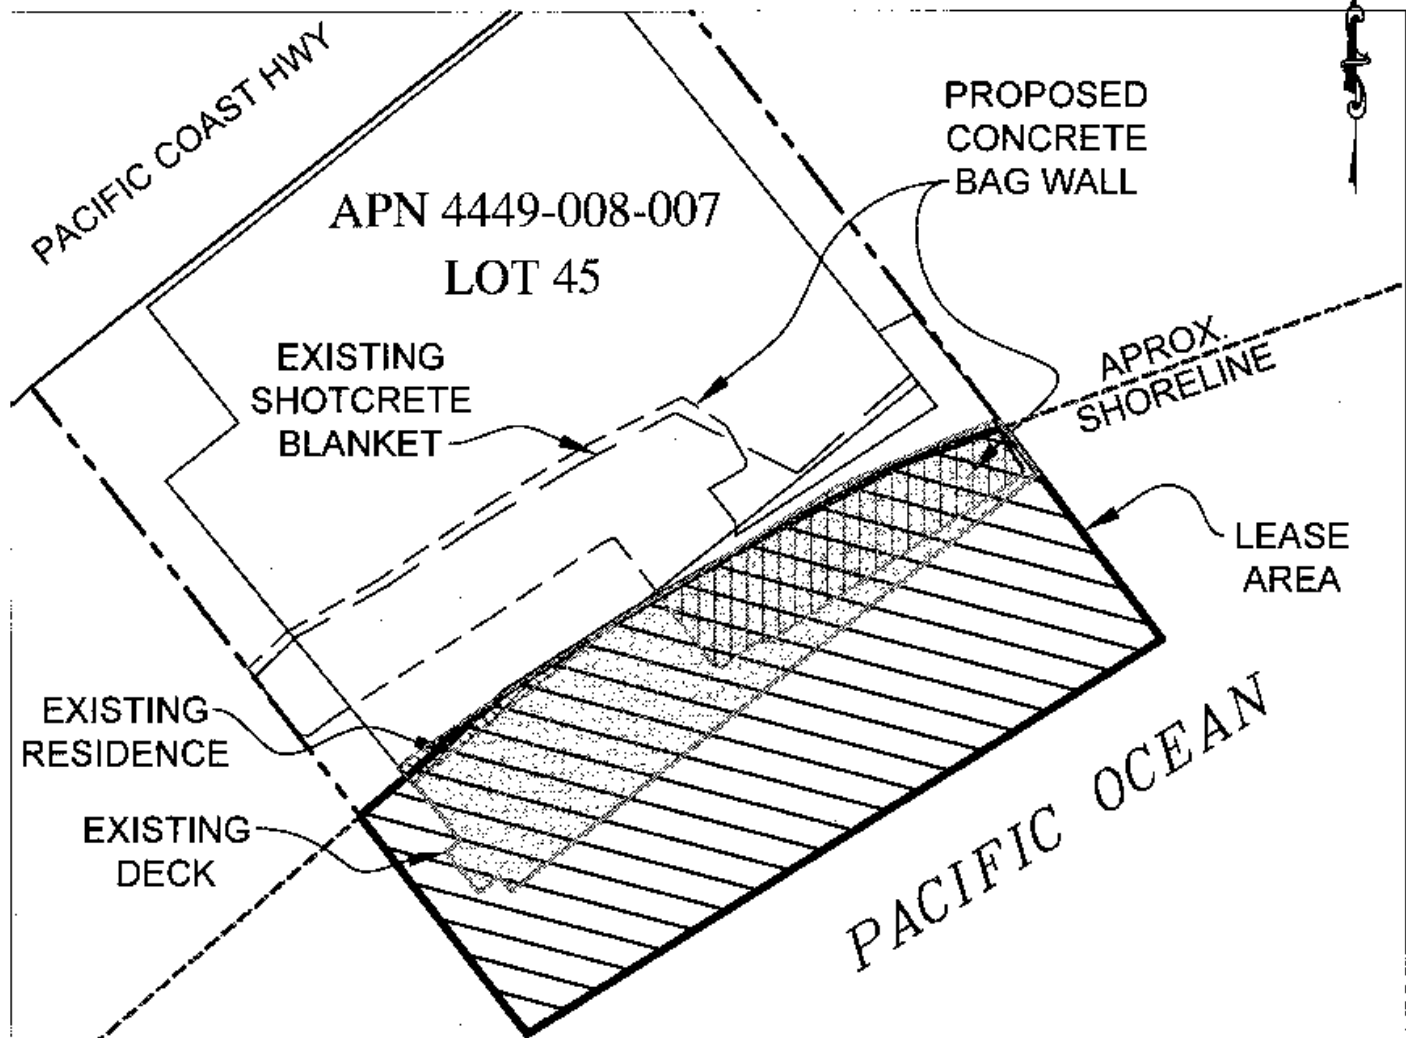 PACIFIC COAST HWY
PROPOSED
CONCRETE
BAG WALL
APN 4449-008-007
LOT 45
EXISTING
SHOTCRETE
BLANKET
APROX.
SHORELINE
LEASE
AREA
EXISTING
RESIDENCE
EXISTING
DECK
PACIFIC OCEAN